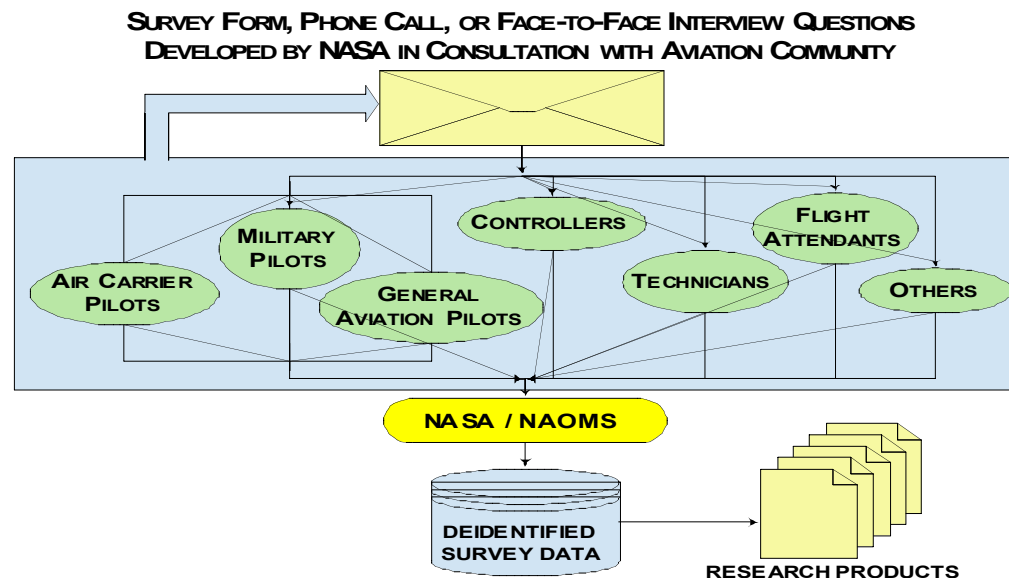 SURVEY FORM, PHONE CALL, OR FACE-TO-FACE INTERVIEW QUESTIONS
DEVELOPED BY NASA IN CONSULTATION WITH AVIATION COMMUNITY
MILITARY
PILOTS
CONTROLLERS
FLIGHT
ATTENDANTS
AIR CARRIER
PILOTS
GENERAL
AVIATION PILOTS
TECHNICIANS
OTHERS
NASA / NAOMS
DEIDENTIFIED
SURVEY DATA
RESEARCH PRODUCTS